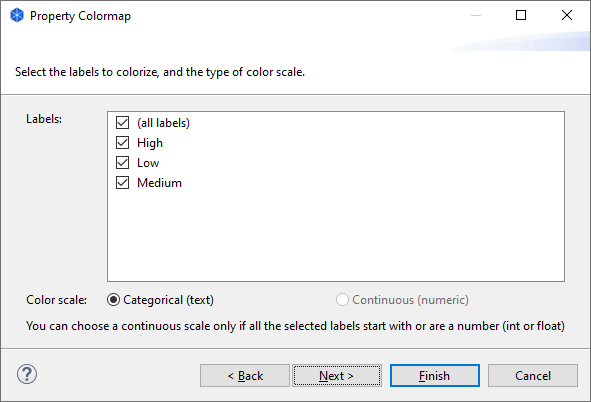 Property Colormap
Select the labels to colorize, and the type of color scale.
Labels:
(all labels)
High
Low
Medium
Color scale: Categorical (text) Continuous (numeric)
You can choose a continuous scale only if all the selected labels start with or are a number (int or float)
? < Back Next > Finish Cancel